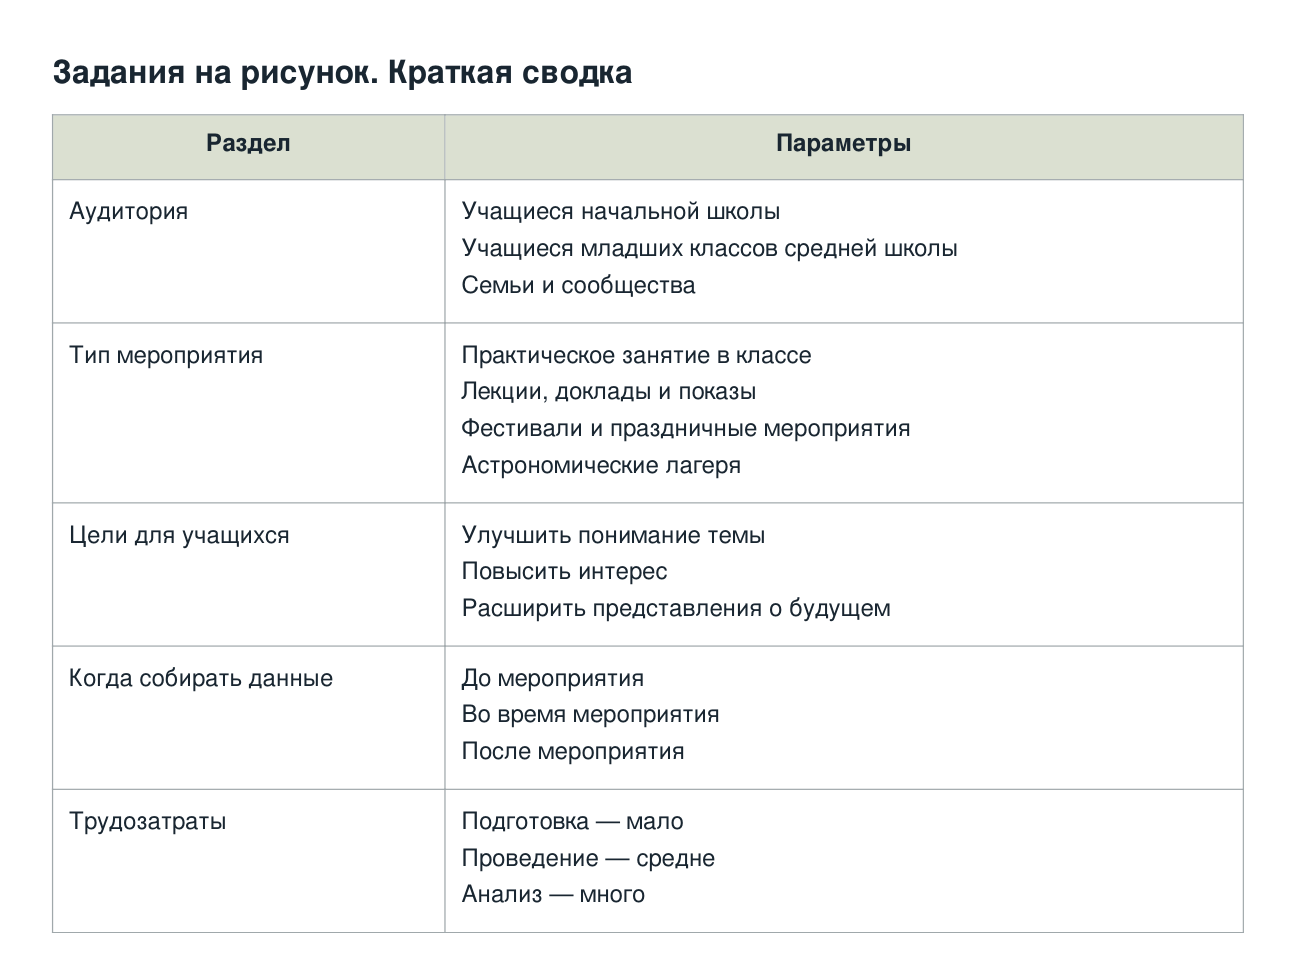 Задания на рисунок. Краткая сводка
Раздел
Параметры
Аудитория
Учащиеся начальной школы
Учащиеся младших классов средней школы
Семьи и сообщества
Тип мероприятия
Практическое занятие в классе
Лекции, доклады и показы
Фестивали и праздничные мероприятия
Астрономические лагеря
Цели для учащихся
Улучшить понимание темы
Повысить интерес
Расширить представления о будущем
Когда собирать данные
До мероприятия
Во время мероприятия
После мероприятия
Трудозатраты
Подготовка — мало
Проведение — средне
Анализ — много